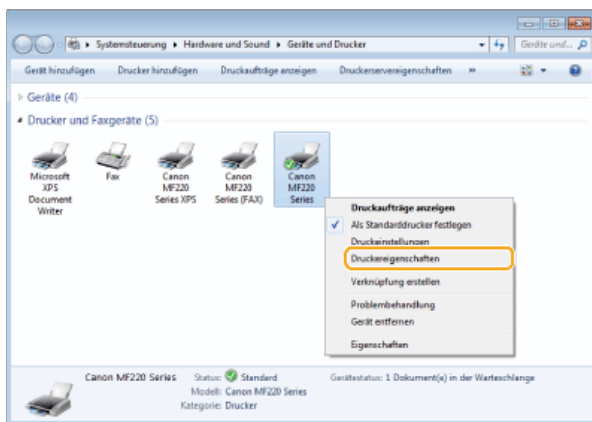 Systemsteuerung ▸ Hardware und Sound ▸ Geräte und Drucker
Geräte und...
Gerät hinzufügen Drucker hinzufügen Druckaufträge anzeigen Druckerservereigenschaften »
Geräte (4)
Drucker und Faxgeräte (5)
Microsoft
XPS
Document
Writer
Fax
Canon
MF220
Series XPS
Canon
MF220
Series (FAX)
Canon
MF220
Series
Druckaufträge anzeigen
Als Standarddrucker festlegen
Druckeinstellungen
Druckereigenschaften
Verknüpfung erstellen
Problembehandlung
Gerät entfernen
Eigenschaften
Canon MF220 Series Status: Standard Gerätestatus: 1 Dokument(e) in der Warteschlange
Modell: Canon MF220 Series
Kategorie: Drucker